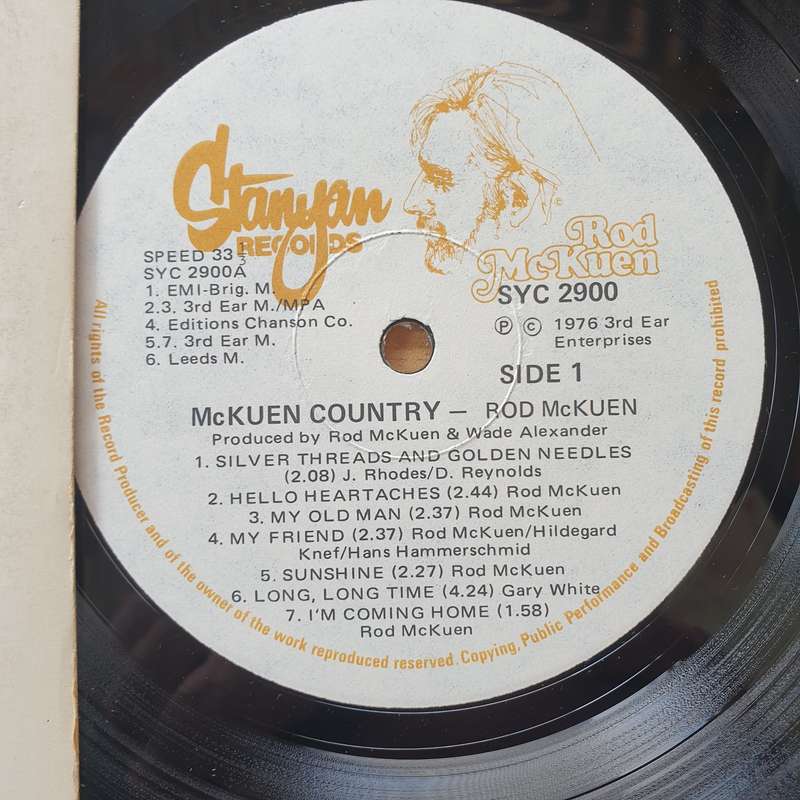 Stanyan
RECORDS
Rod
McKuen
SPEED 33 1/3
SYC 2900A
1. EMI-Brig. M.
2.3. 3rd Ear M./MPA
4. Editions Chanson Co.
5.7. 3rd Ear M.
6. Leeds M.
SYC 2900
Ⓟ © 1976 3rd Ear
Enterprises
SIDE 1
McKUEN COUNTRY — ROD McKUEN
Produced by Rod McKuen & Wade Alexander
1. SILVER THREADS AND GOLDEN NEEDLES
(2.08) J. Rhodes/D. Reynolds
2. HELLO HEARTACHES (2.44) Rod McKuen
3. MY OLD MAN (2.37) Rod McKuen
4. MY FRIEND (2.37) Rod McKuen/Hildegard
Knef/Hans Hammerschmid
5. SUNSHINE (2.27) Rod McKuen
6. LONG, LONG TIME (4.24) Gary White
7. I'M COMING HOME (1.58)
Rod McKuen
All rights of the Record Producer and of the owner of the work reproduced reserved. Copying, Public Performance and Broadcasting of this record prohibited